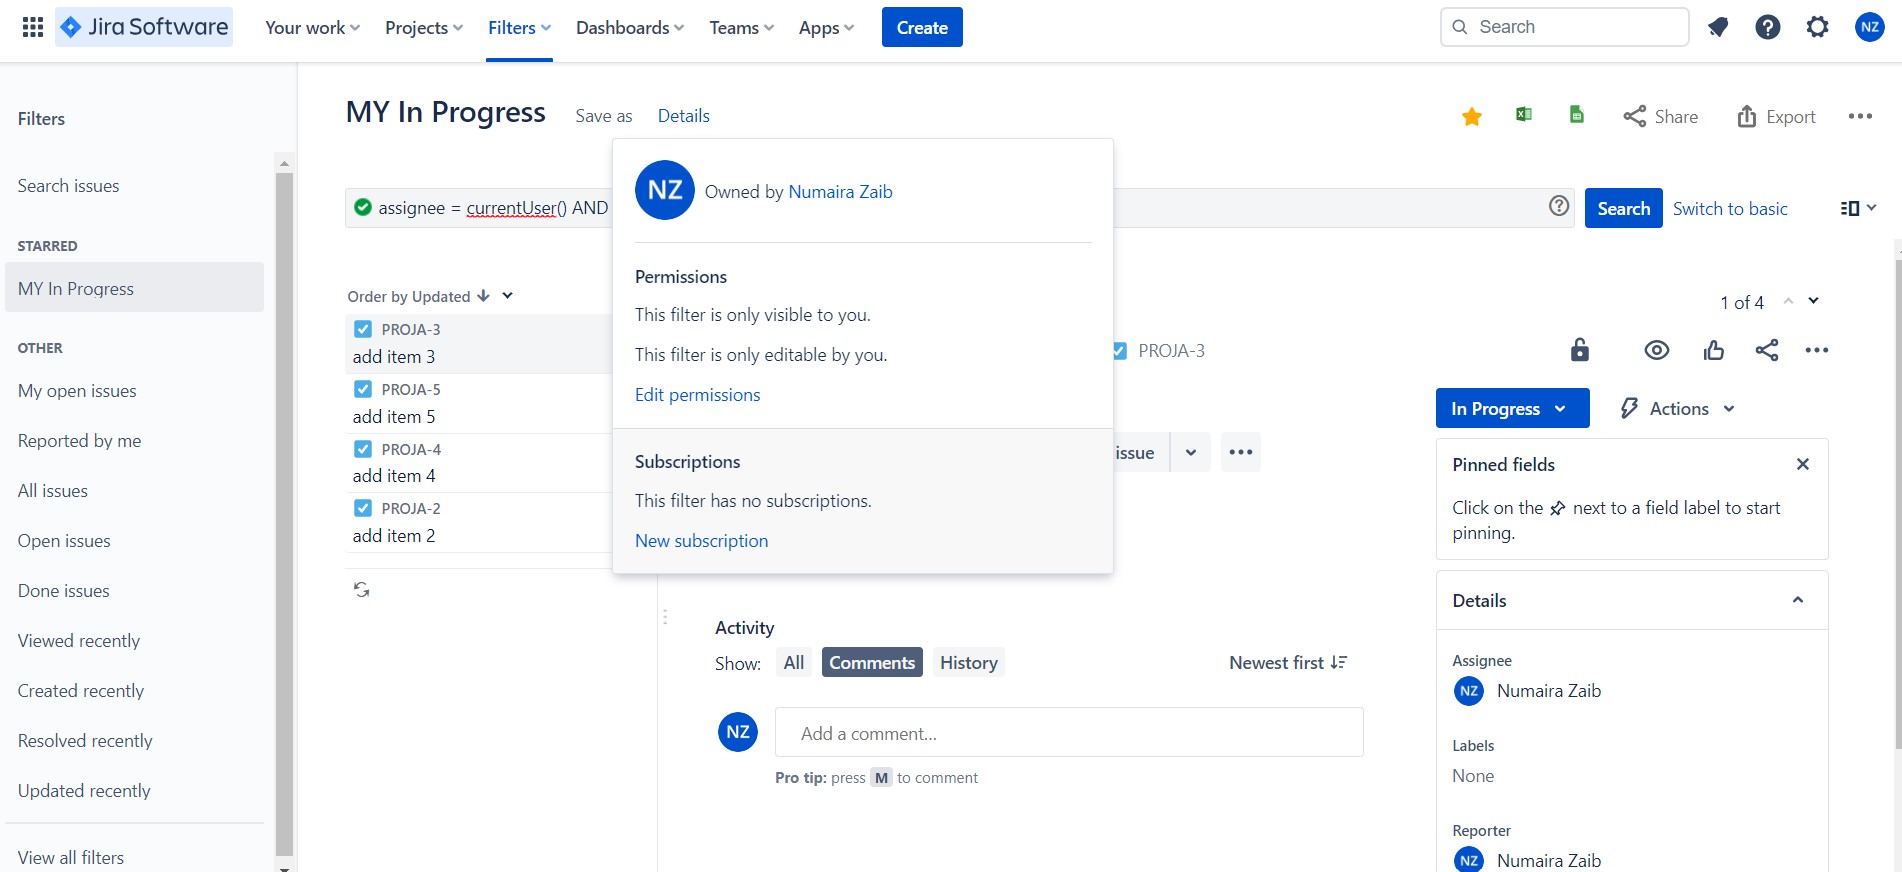 Jira Software Your work Projects Filters Dashboards Teams Apps Create Search NZ
Filters
Search issues
STARRED
MY In Progress
OTHER
My open issues
Reported by me
All issues
Open issues
Done issues
Viewed recently
Created recently
Resolved recently
Updated recently
View all filters
MY In Progress Save as Details Share Export
assignee = currentUser() AND Search Switch to basic
Order by Updated
PROJA-3
add item 3
PROJA-5
add item 5
PROJA-4
add item 4
PROJA-2
add item 2
NZ Owned by Numaira Zaib
Permissions
This filter is only visible to you.
This filter is only editable by you.
Edit permissions
Subscriptions
This filter has no subscriptions.
New subscription
1 of 4
PROJA-3
issue
Activity
Show: All Comments History Newest first
NZ Add a comment...
Pro tip: press M to comment
In Progress Actions
Pinned fields
Click on the next to a field label to start
pinning.
Details
Assignee
NZ Numaira Zaib
Labels
None
Reporter
NZ Numaira Zaib